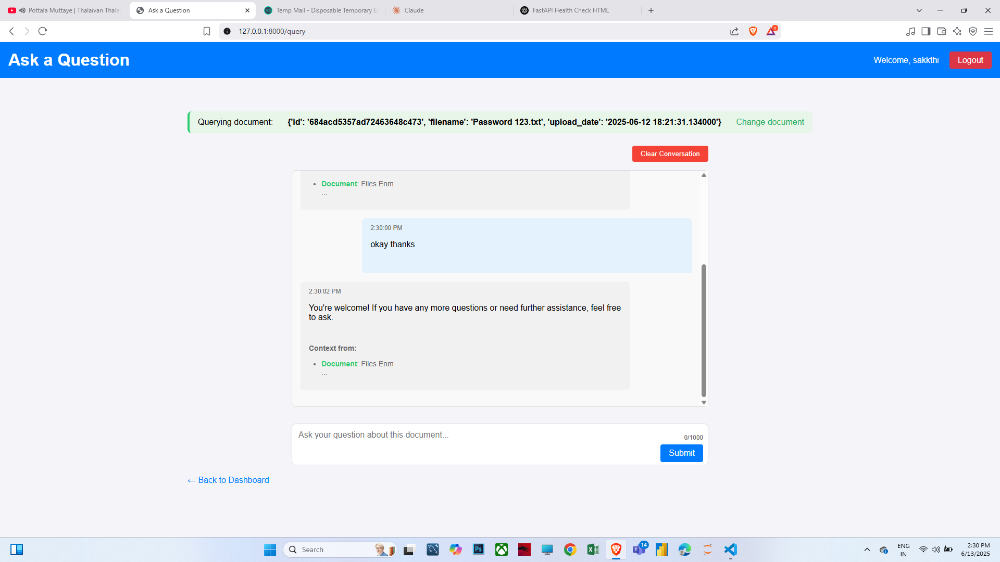 Pottala Muttaye | Thalaivan Thala
Ask a Question
Temp Mail - Disposable Temporary E
Claude
FastAPI Health Check HTML
127.0.0.1:8000/query
1
Ask a Question
Welcome, sakkthi
Logout
Querying document: {'id': '684acd5357ad72463648c473', 'filename': 'Password 123.txt', 'upload_date': '2025-06-12 18:21:31.134000'} Change document
Clear Conversation
Document: Files Enm
...
2:30:00 PM
okay thanks
2:30:02 PM
You're welcome! If you have any more questions or need further assistance, feel free
to ask.
Context from:
Document: Files Enm
...
Ask your question about this document...
0/1000
Submit
← Back to Dashboard
Search
Ps
14
ENG
IN
2:30 PM
6/13/2025